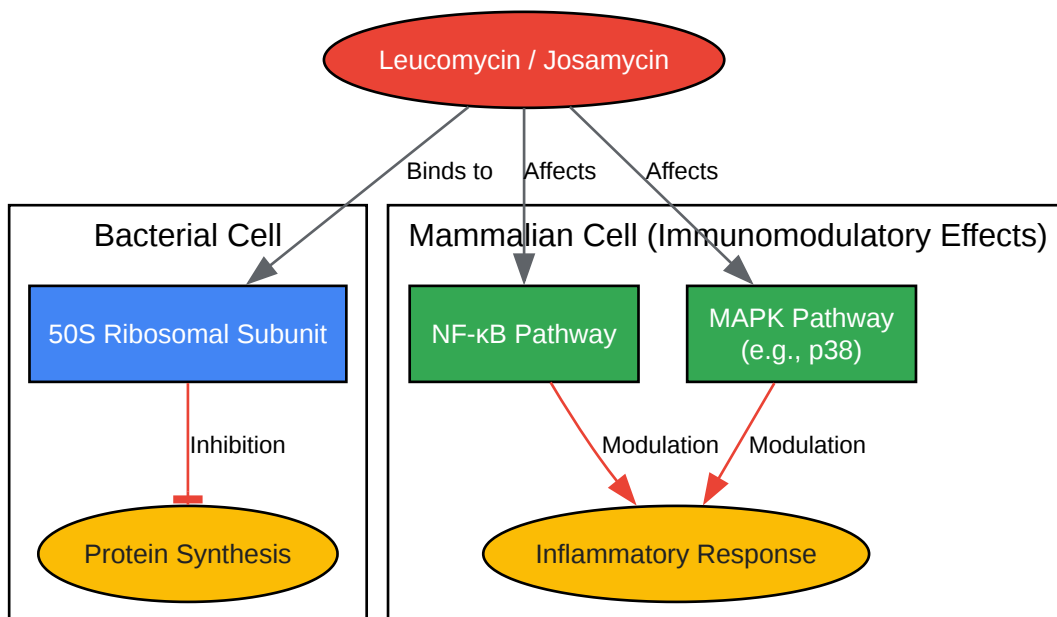 Leucomycin / Josamycin
Binds to
Affects
Affects
Bacterial Cell
Mammalian Cell (Immunomodulatory Effects)
50S Ribosomal Subunit
NF-κB Pathway
MAPK Pathway
(e.g., p38)
Inhibition
Modulation
Modulation
Protein Synthesis
Inflammatory Response